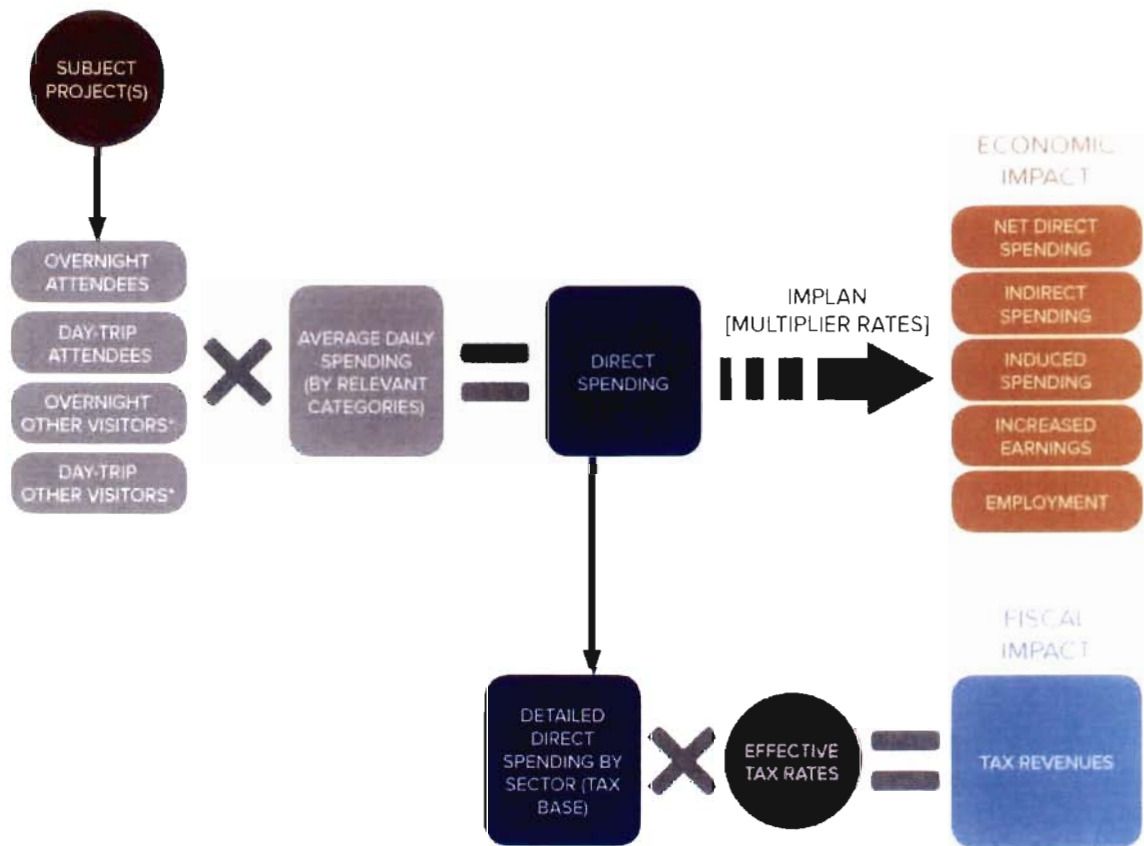 SUBJECT
PROJECT(S)
OVERNIGHT
ATTENDEES
DAY-TRIP
ATTENDEES
OVERNIGHT
OTHER VISITORS*
DAY-TRIP
OTHER VISITORS*
AVERAGE DAILY
SPENDING
(BY RELEVANT
CATEGORIES)
DIRECT
SPENDING
IMPLAN
[MULTIPLIER RATES]
ECONOMIC
IMPACT
NET DIRECT
SPENDING
INDIRECT
SPENDING
INDUCED
SPENDING
INCREASED
EARNINGS
EMPLOYMENT
DETAILED
DIRECT
SPENDING BY
SECTOR (TAX
BASE)
EFFECTIVE
TAX RATES
FISCAL
IMPACT
TAX REVENUES